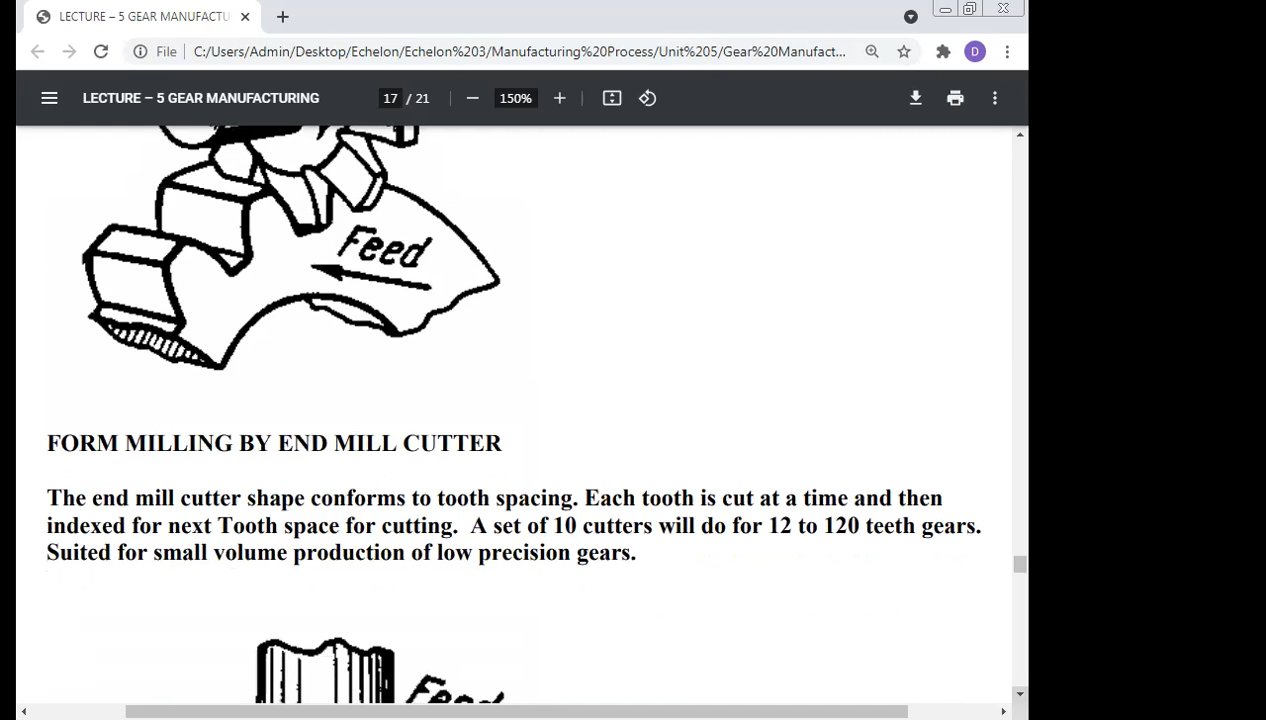 LECTURE – 5 GEAR MANUFACTU
File C:/Users/Admin/Desktop/Echelon/Echelon%203/Manufacturing%20Process/Unit%205/Gear%20Manufact...
D
LECTURE – 5 GEAR MANUFACTURING
17 / 21
150%
Feed
FORM MILLING BY END MILL CUTTER
The end mill cutter shape conforms to tooth spacing. Each tooth is cut at a time and then
indexed for next Tooth space for cutting. A set of 10 cutters will do for 12 to 120 teeth gears.
Suited for small volume production of low precision gears.
Feed